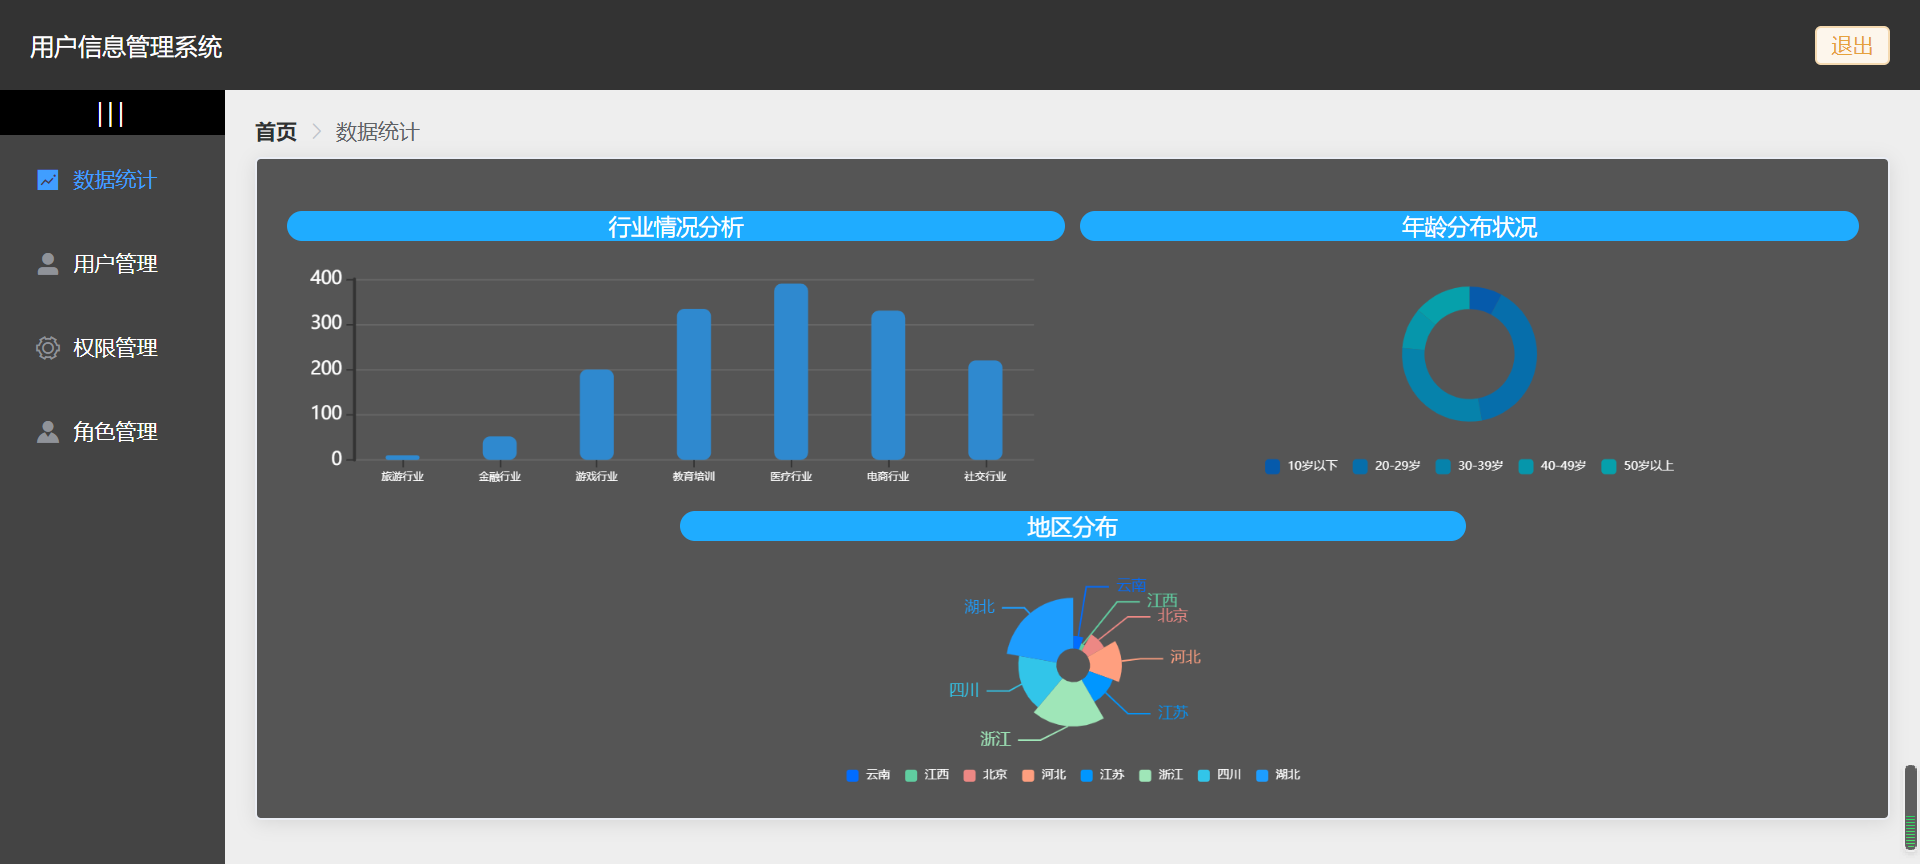 用户信息管理系统
退出
|||
首页 > 数据统计
数据统计
用户管理
权限管理
角色管理
行业情况分析
400
300
200
100
0
旅游行业 金融行业 游戏行业 教育培训 医疗行业 电商行业 社交行业
年龄分布状况
10岁以下 20-29岁 30-39岁 40-49岁 50岁以上
地区分布
云南
江西
湖北
北京
河北
四川
江苏
浙江
云南 江西 北京 河北 江苏 浙江 四川 湖北